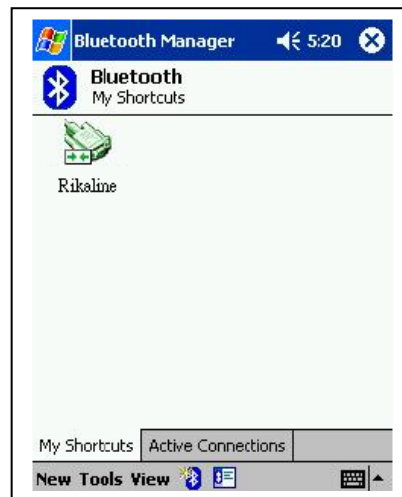 Bluetooth Manager 5:20
Bluetooth
My Shortcuts
Rikaline
My Shortcuts Active Connections
New Tools View